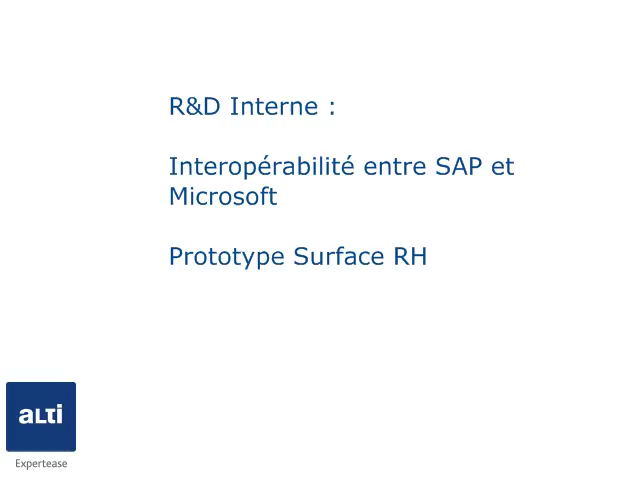 R&D Interne :
Interopérabilité entre SAP et
Microsoft
Prototype Surface RH
aLTi
Expertease